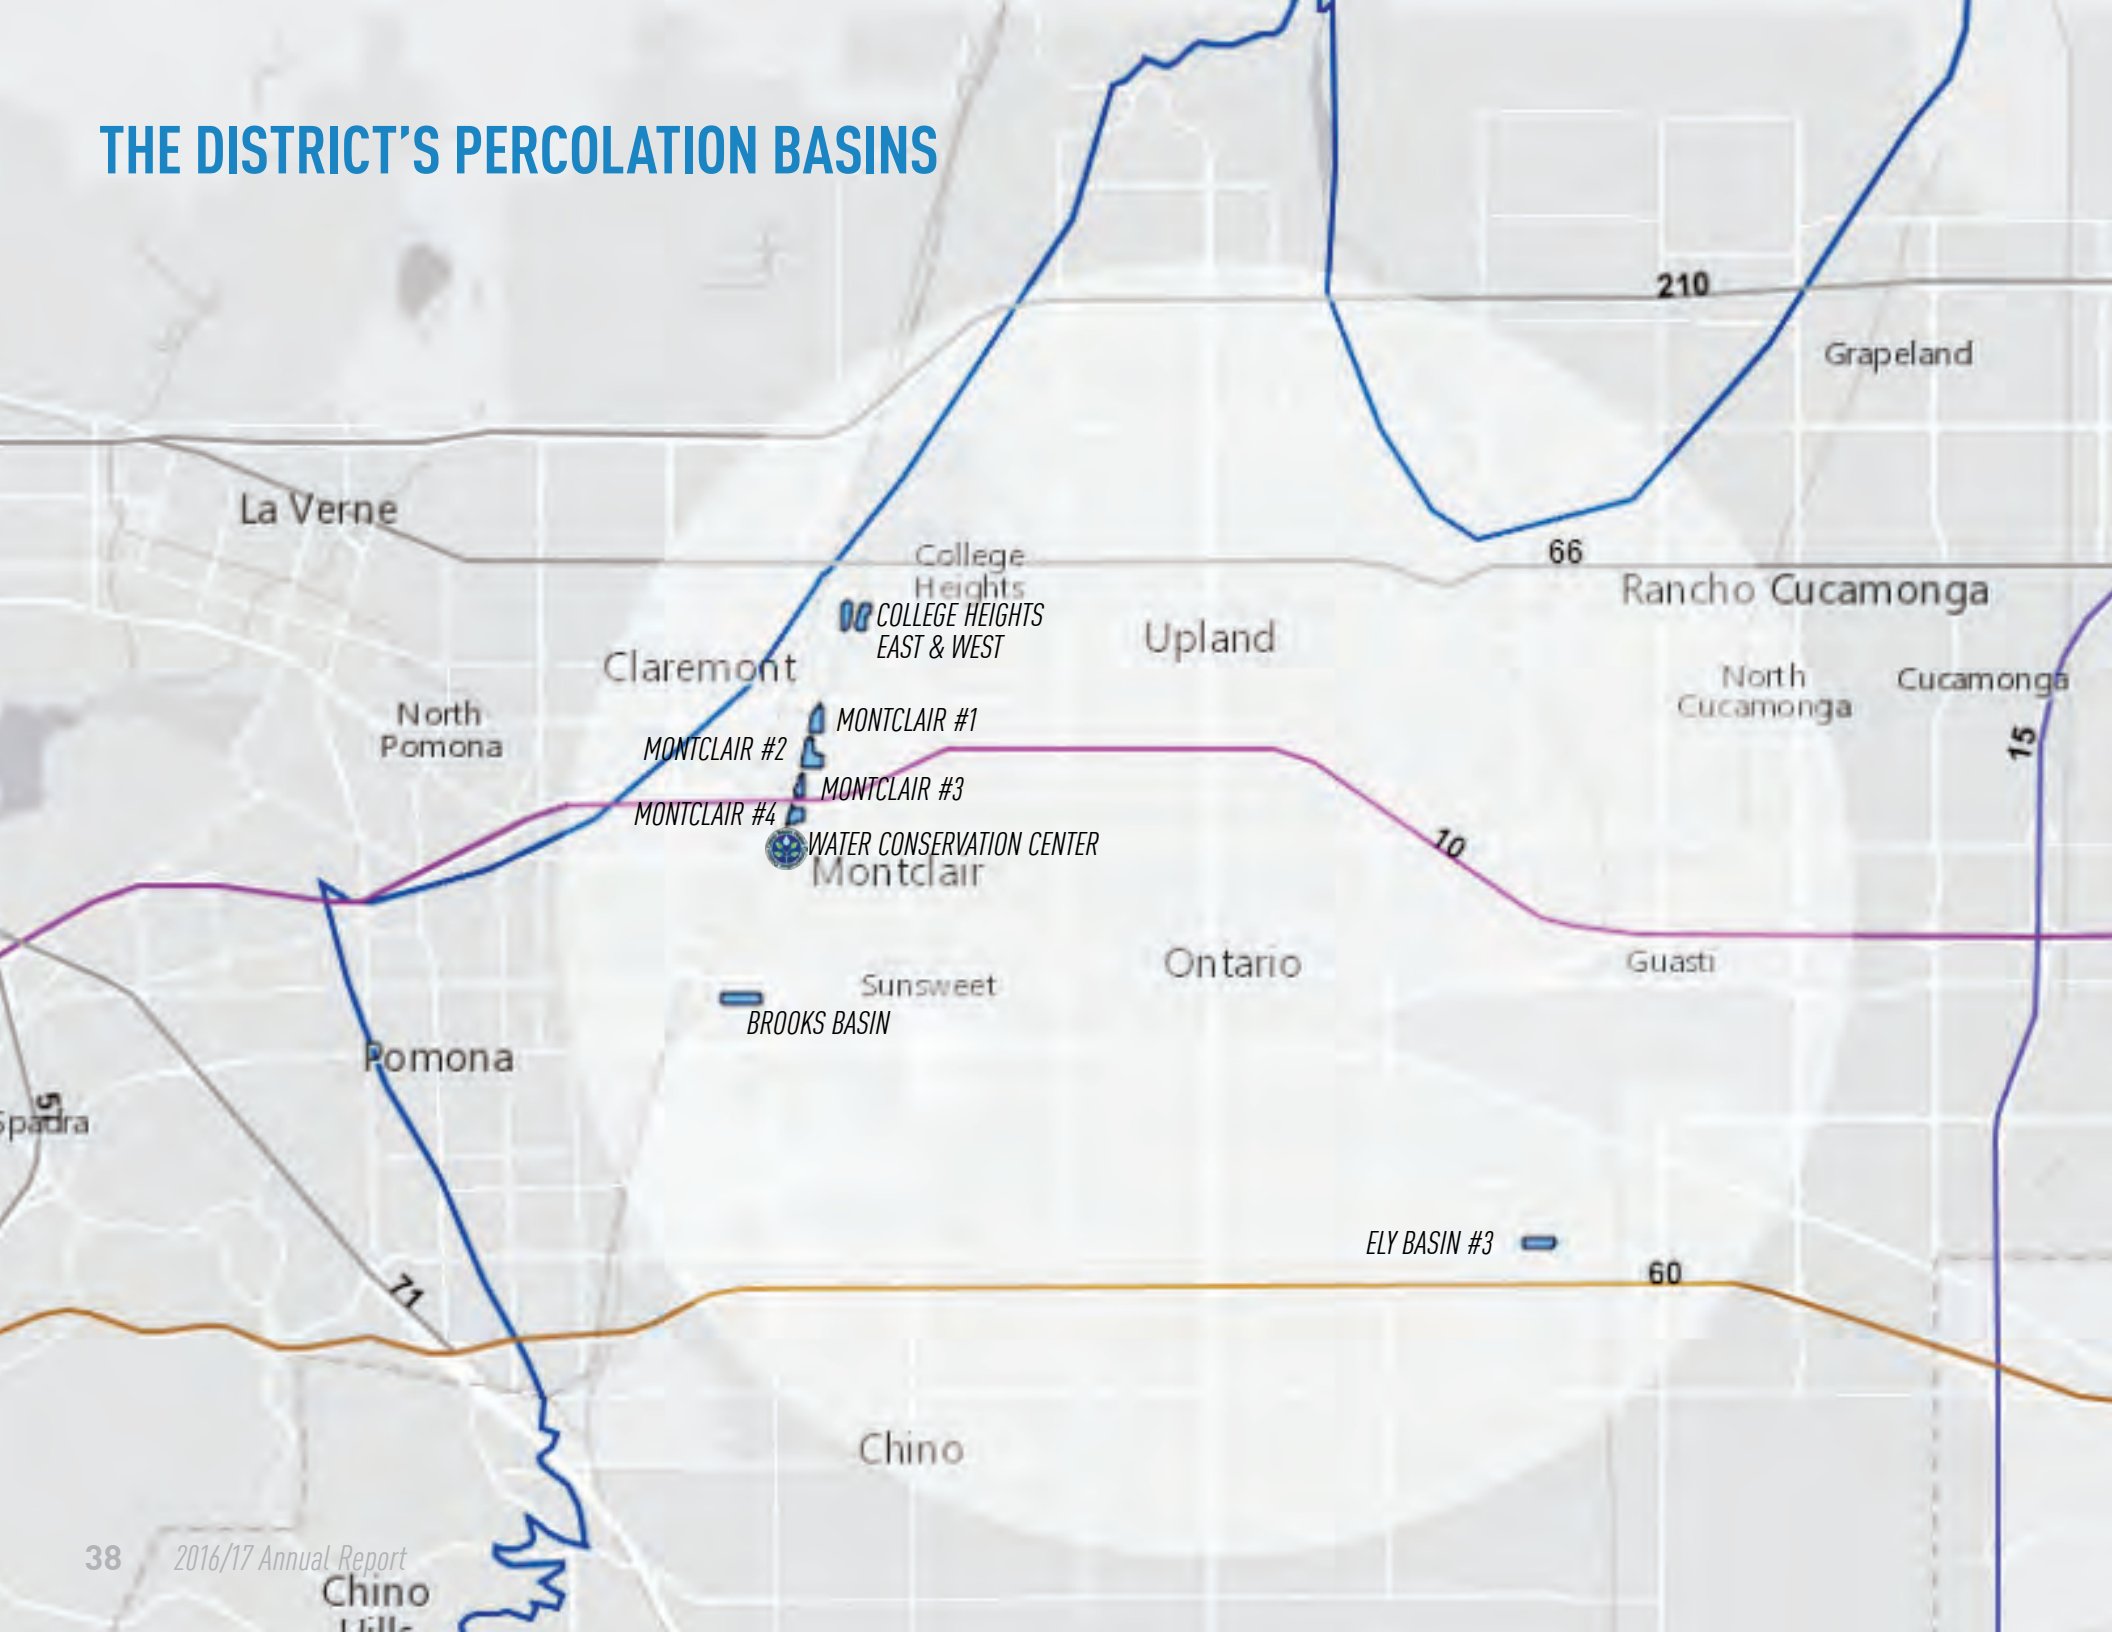 THE DISTRICT'S PERCOLATION BASINS
210
Grapeland
La Verne
College
Heights
66
Rancho Cucamonga
COLLEGE HEIGHTS
EAST & WEST
Upland
Claremont
North
Cucamonga
Cucamonga
North
Pomona
MONTCLAIR #1
MONTCLAIR #2
15
MONTCLAIR #3
MONTCLAIR #4
WATER CONSERVATION CENTER
10
Montclair
Ontario
Guasti
Sunsweet
BROOKS BASIN
Pomona
57
Spadra
ELY BASIN #3
60
71
Chino
38
2016/17 Annual Report
Chino
Hills